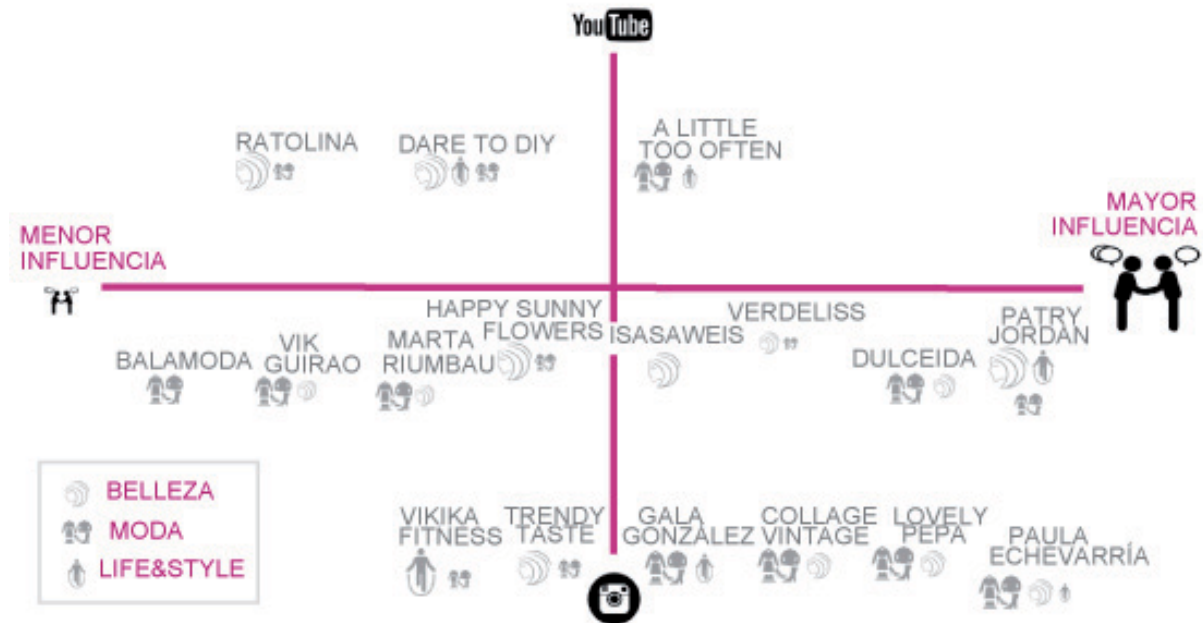 YouTube
RATOLINA
DARE TO DIY
A LITTLE
TOO OFTEN
MENOR
INFLUENCIA
MAYOR
INFLUENCIA
BALAMODA
VIK
GUIRAO
MARTA
RIUMBAU
HAPPY SUNNY
FLOWERS
ISASAWEIS
VERDELISS
DULCEIDA
PATRY
JORDAN
BELLEZA
MODA
LIFE&STYLE
VIKIKA
FITNESS
TRENDY
TASTE
GALA
GONZÁLEZ
COLLAGE
VINTAGE
LOVELY
PEPA
PAULA
ECHEVARRÍA